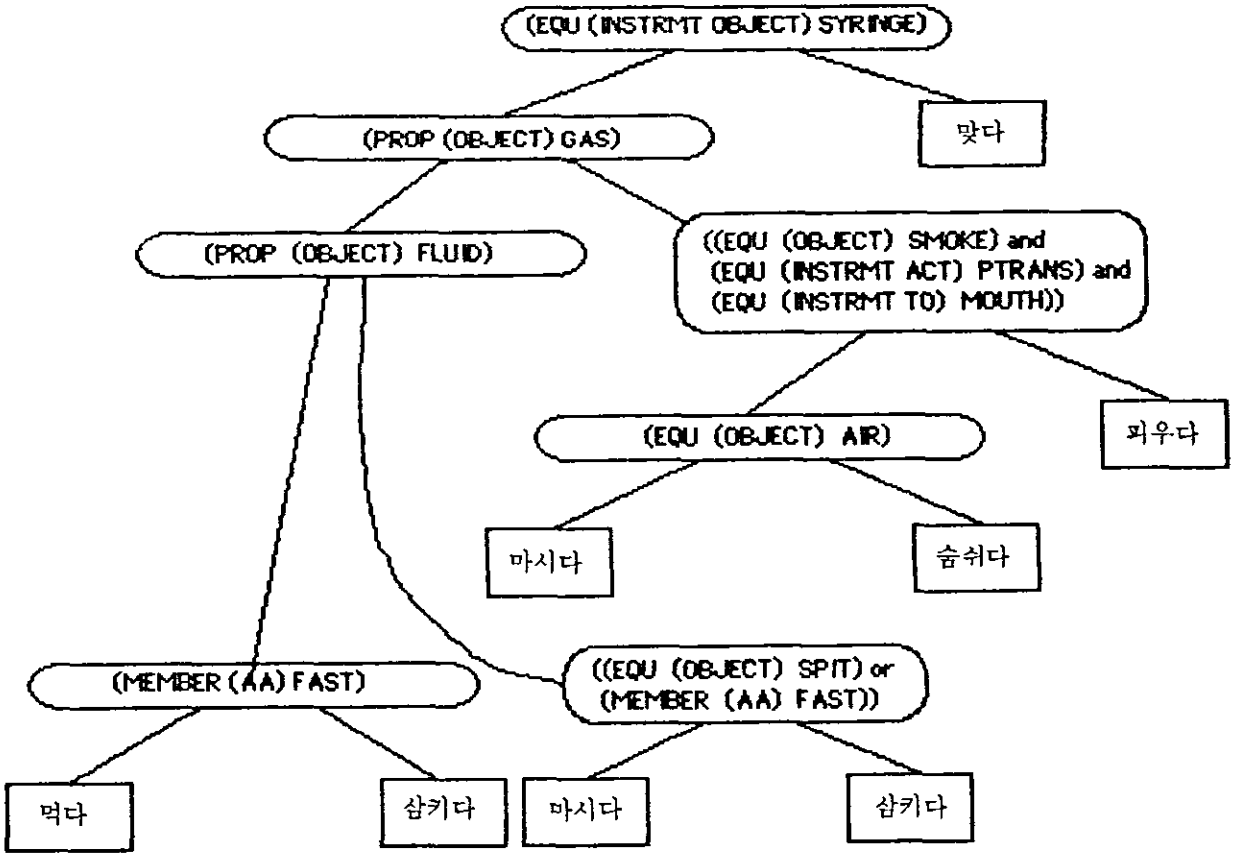 (EQU (INSTRMT OBJECT) SYRINGE)
맞다
(PROP (OBJECT) GAS)
(PROP (OBJECT) FLUID)
((EQU (OBJECT) SMOKE) and
(EQU (INSTRMT ACT) PTRANS) and
(EQU (INSTRMT TO) MOUTH))
(EQU (OBJECT) AIR)
피우다
마시다
숨쉬다
(MEMBER (AA) FAST)
((EQU (OBJECT) SPIT) or
(MEMBER (AA) FAST))
먹다
삼키다
마시다
삼키다